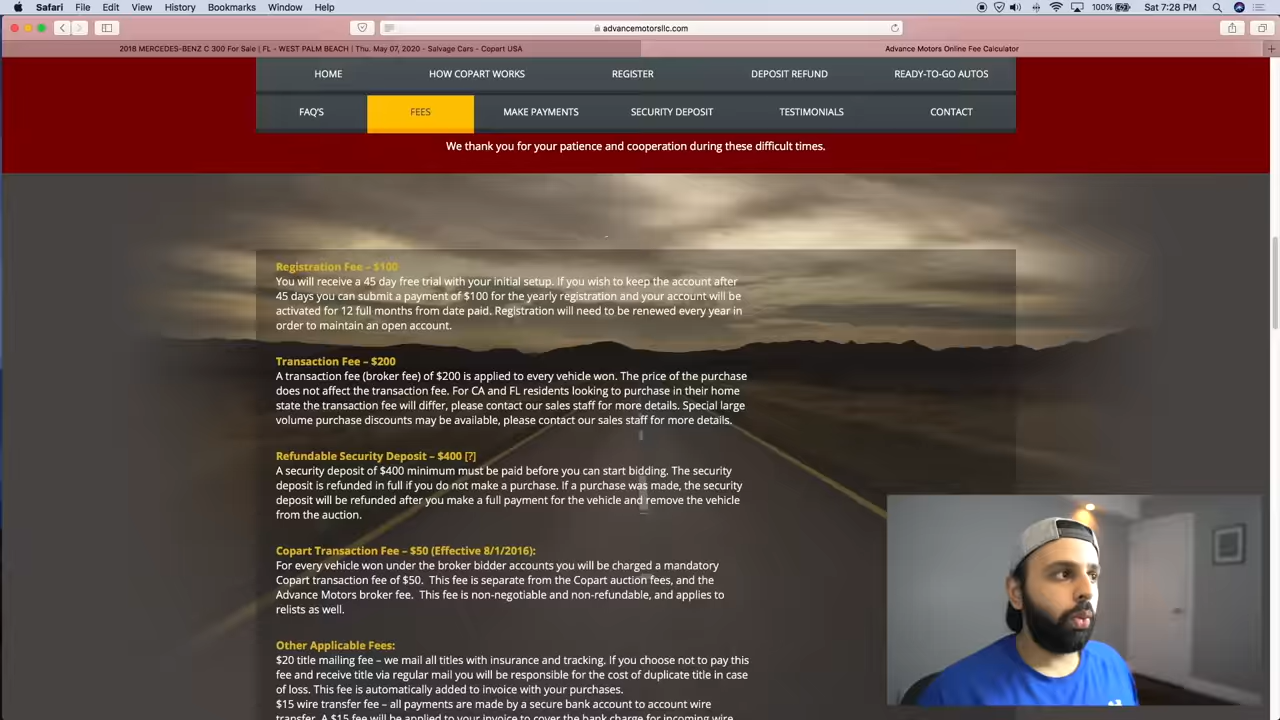 Safari File Edit View History Bookmarks Window Help
100% Sat 7:28 PM
advancemotorsllc.com
2018 MERCEDES-BENZ C 300 For Sale | FL - WEST PALM BEACH | Thu. May 07, 2020 - Salvage Cars - Copart USA
Advance Motors Online Fee Calculator
HOME
HOW COPART WORKS
REGISTER
DEPOSIT REFUND
READY-TO-GO AUTOS
FAQ'S
FEES
MAKE PAYMENTS
SECURITY DEPOSIT
TESTIMONIALS
CONTACT
We thank you for your patience and cooperation during these difficult times.
Registration Fee – $100
You will receive a 45 day free trial with your initial setup. If you wish to keep the account after
45 days you can submit a payment of $100 for the yearly registration and your account will be
activated for 12 full months from date paid. Registration will need to be renewed every year in
order to maintain an open account.
Transaction Fee – $200
A transaction fee (broker fee) of $200 is applied to every vehicle won. The price of the purchase
does not affect the transaction fee. For CA and FL residents looking to purchase in their home
state the transaction fee will differ, please contact our sales staff for more details. Special large
volume purchase discounts may be available, please contact our sales staff for more details.
Refundable Security Deposit – $400 [?]
A security deposit of $400 minimum must be paid before you can start bidding. The security
deposit is refunded in full if you do not make a purchase. If a purchase was made, the security
deposit will be refunded after you make a full payment for the vehicle and remove the vehicle
from the auction.
Copart Transaction Fee – $50 (Effective 8/1/2016):
For every vehicle won under the broker bidder accounts you will be charged a mandatory
Copart transaction fee of $50. This fee is separate from the Copart auction fees, and the
Advance Motors broker fee. This fee is non-negotiable and non-refundable, and applies to
relists as well.
Other Applicable Fees:
$20 title mailing fee – we mail all titles with insurance and tracking. If you choose not to pay this
fee and receive title via regular mail you will be responsible for the cost of duplicate title in case
of loss. This fee is automatically added to invoice with your purchases.
$15 wire transfer fee – all payments are made by a secure bank account to account wire
transfer. A $15 fee will be applied to your invoice to cover the bank charge for incoming wire